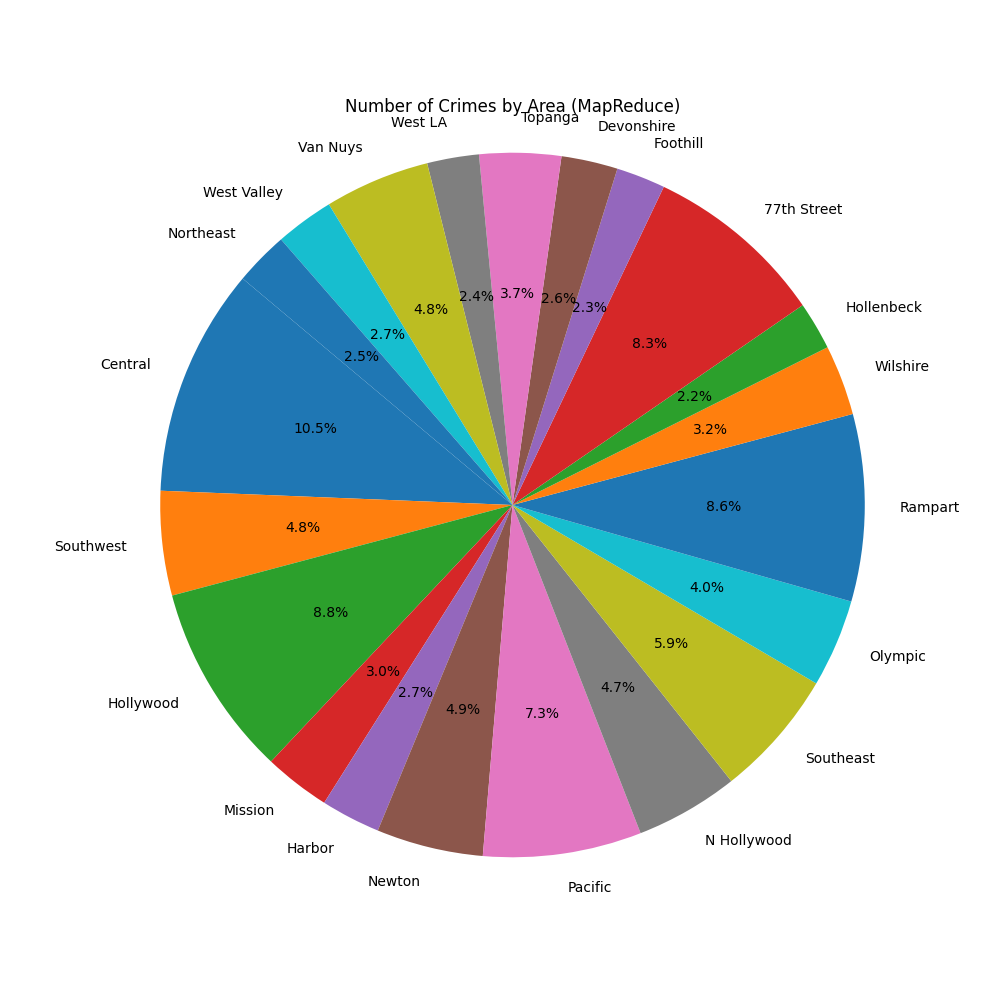 Number of Crimes by Area (MapReduce)
Topanga
West LA
Devonshire
Foothill
Van Nuys
West Valley
77th Street
Northeast
3.7%
2.4%
2.6%
2.3%
Hollenbeck
4.8%
2.7%
8.3%
2.5%
Central
Wilshire
2.2%
10.5%
3.2%
8.6%
Rampart
4.8%
Southwest
4.0%
8.8%
5.9%
Olympic
3.0%
4.7%
2.7%
Hollywood
4.9%
7.3%
Southeast
Mission
N Hollywood
Harbor
Newton
Pacific